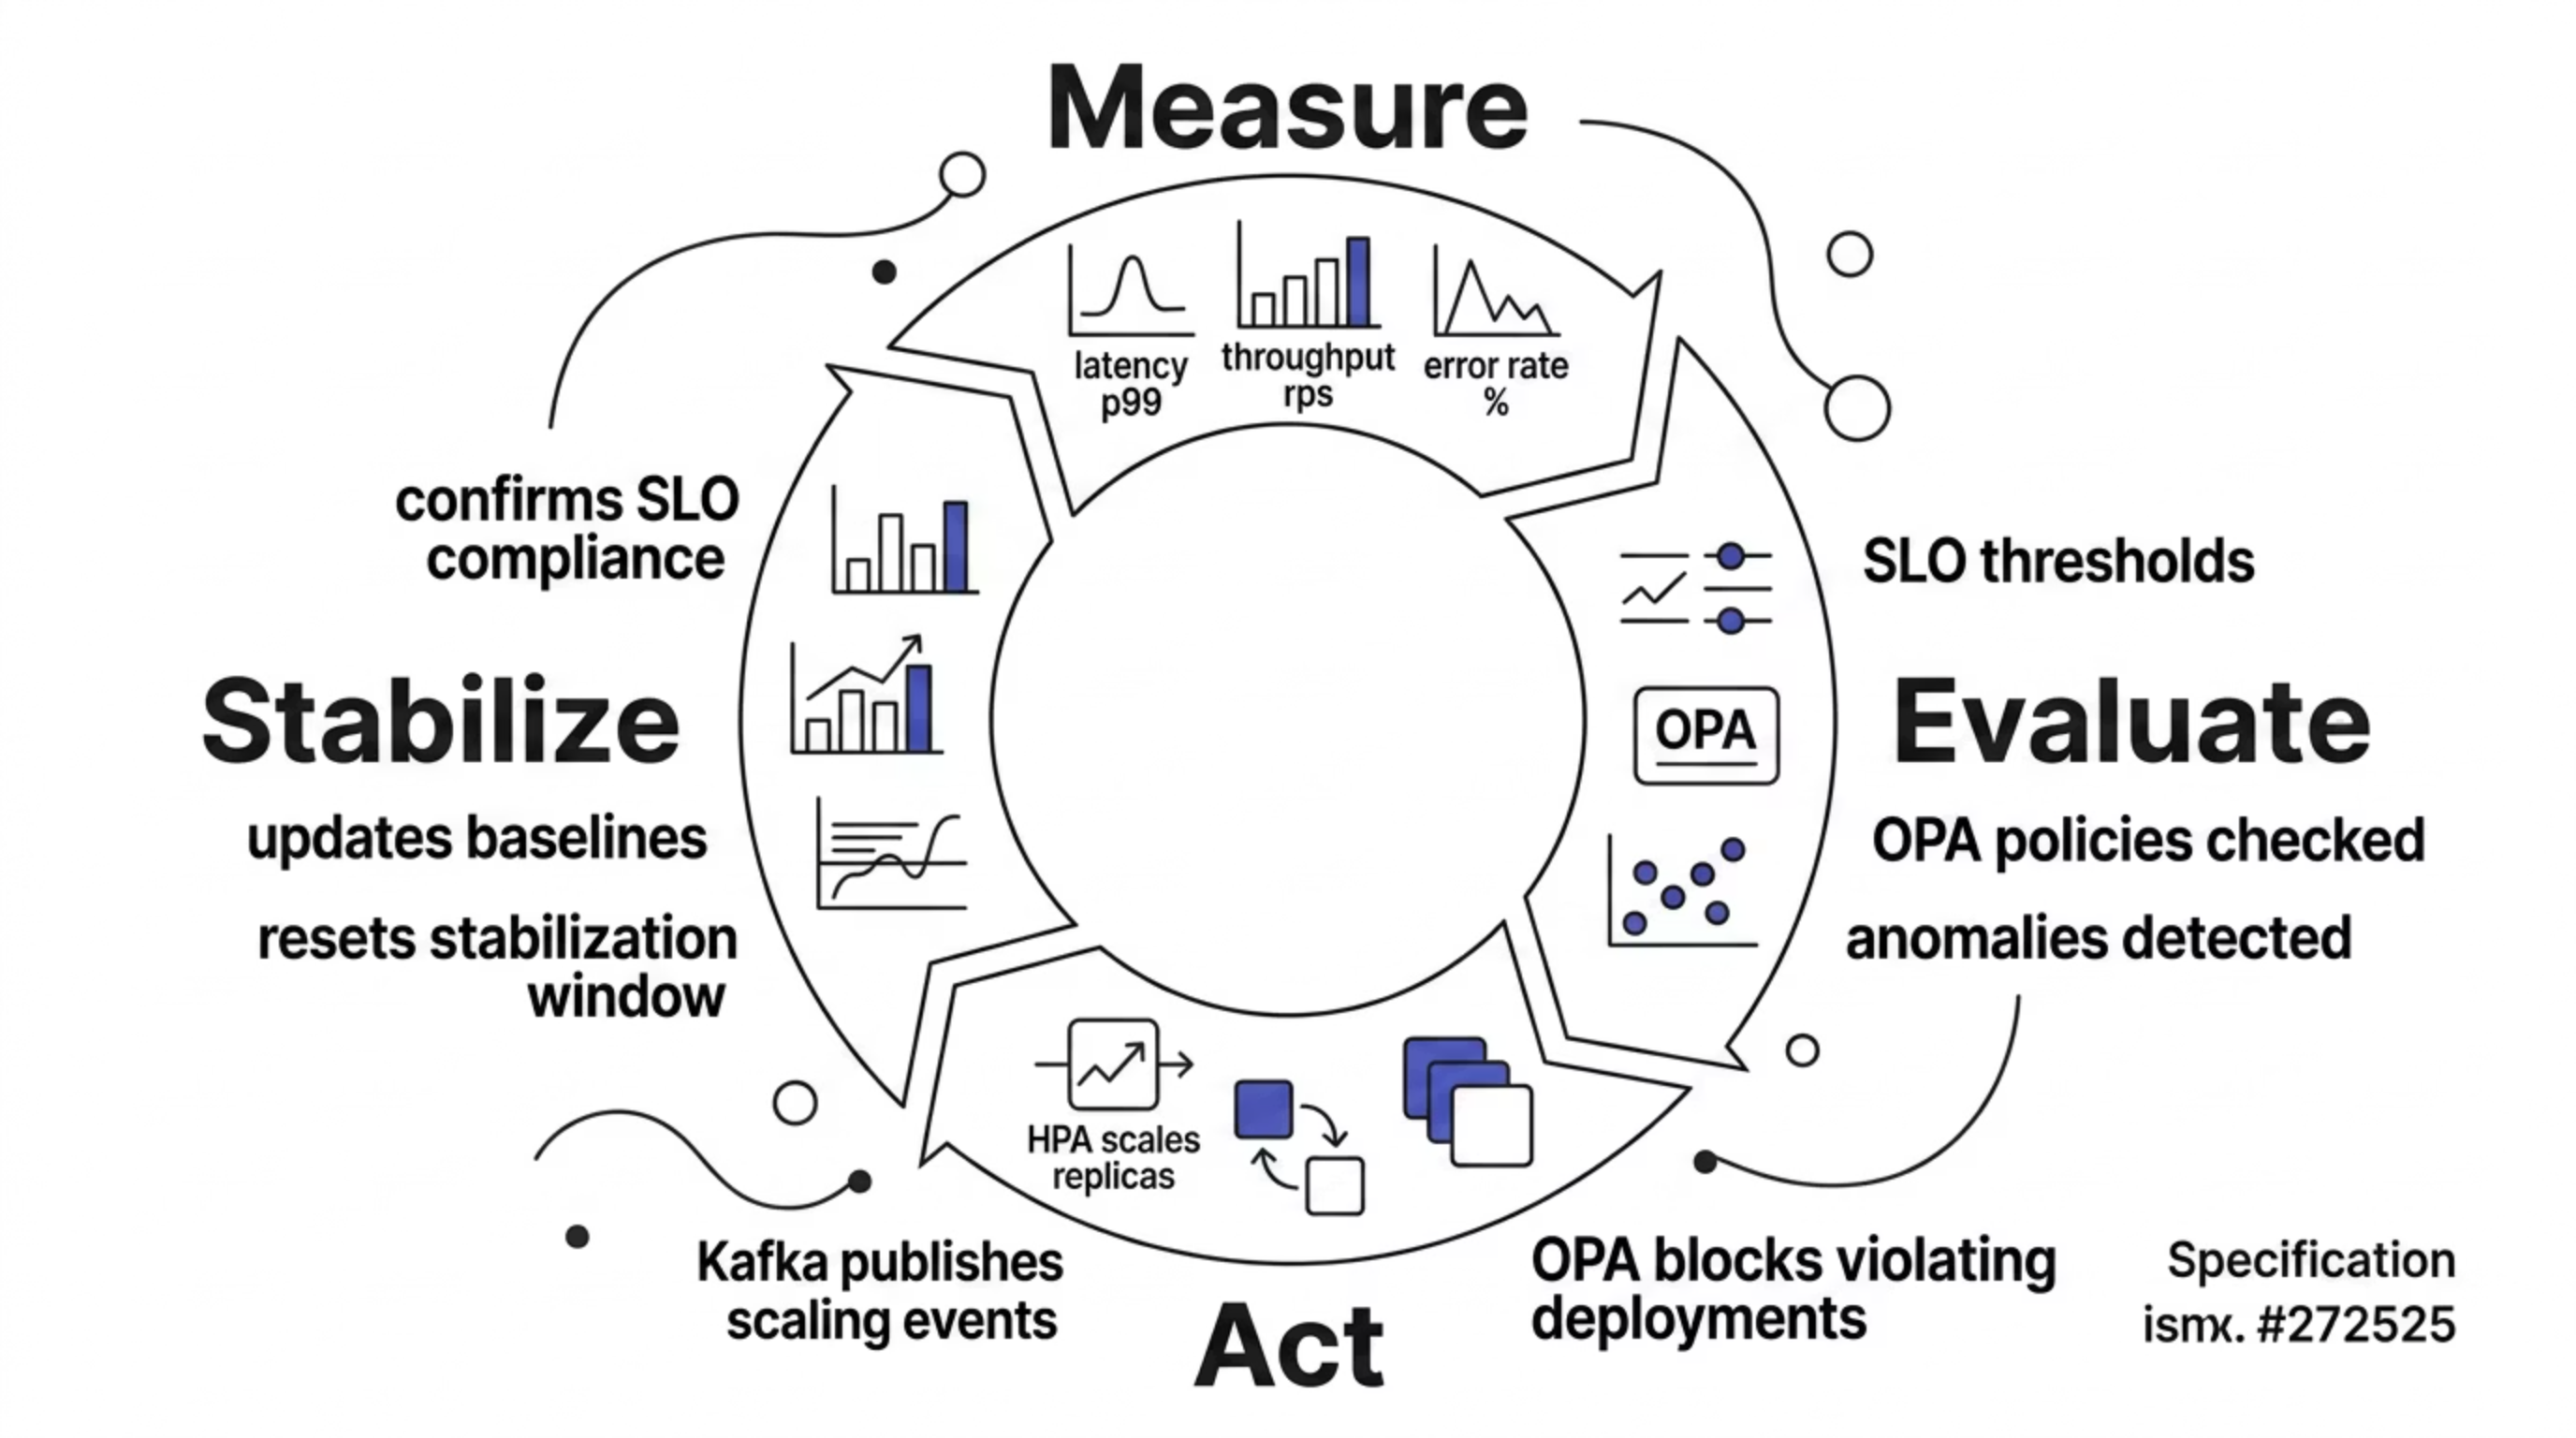 Measure
latency
p99
throughput
rps
error rate
%
SLO thresholds
OPA
Evaluate
OPA policies checked
anomalies detected
HPA scales
replicas
OPA blocks violating
deployments
Act
Kafka publishes
scaling events
confirms SLO
compliance
Stabilize
updates baselines
resets stabilization
window
Specification
ismx. #272525